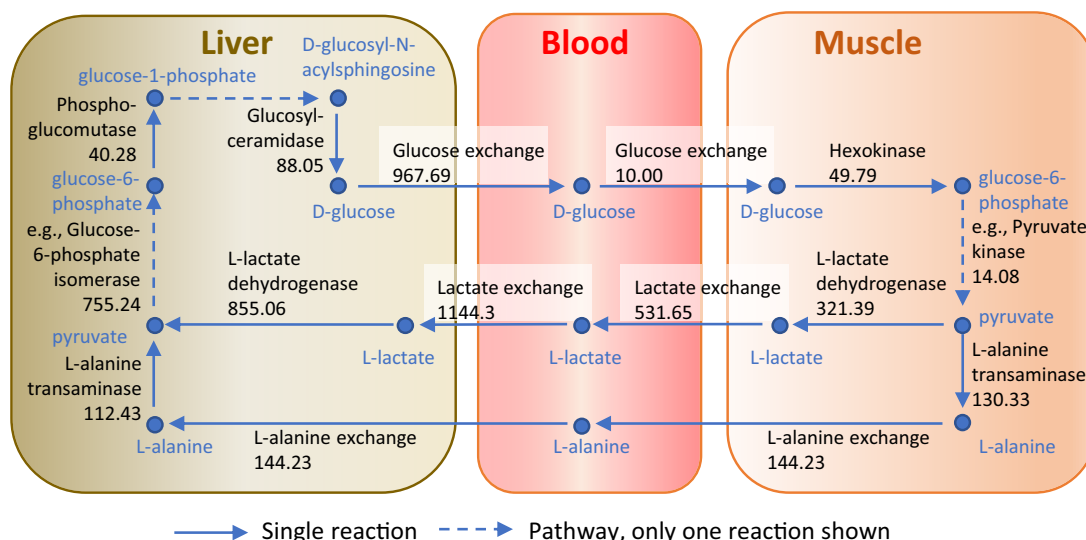 Liver
Blood
Muscle
D-glucosyl-N-
acylsphingosine
glucose-1-phosphate
Phospho-
glucomutase
40.28
Glucosyl-
ceramidase
88.05
Glucose exchange
967.69
Glucose exchange
10.00
Hexokinase
49.79
glucose-6-
phosphate
D-glucose
D-glucose
D-glucose
glucose-6-
phosphate
e.g., Glucose-
6-phosphate
isomerase
755.24
e.g., Pyruvate
kinase
14.08
L-lactate
dehydrogenase
855.06
Lactate exchange
1144.3
Lactate exchange
531.65
L-lactate
dehydrogenase
321.39
pyruvate
L-lactate
L-lactate
L-lactate
pyruvate
L-alanine
transaminase
112.43
L-alanine
transaminase
130.33
L-alanine
L-alanine exchange
144.23
L-alanine
L-alanine exchange
144.23
L-alanine
Single reaction
Pathway, only one reaction shown